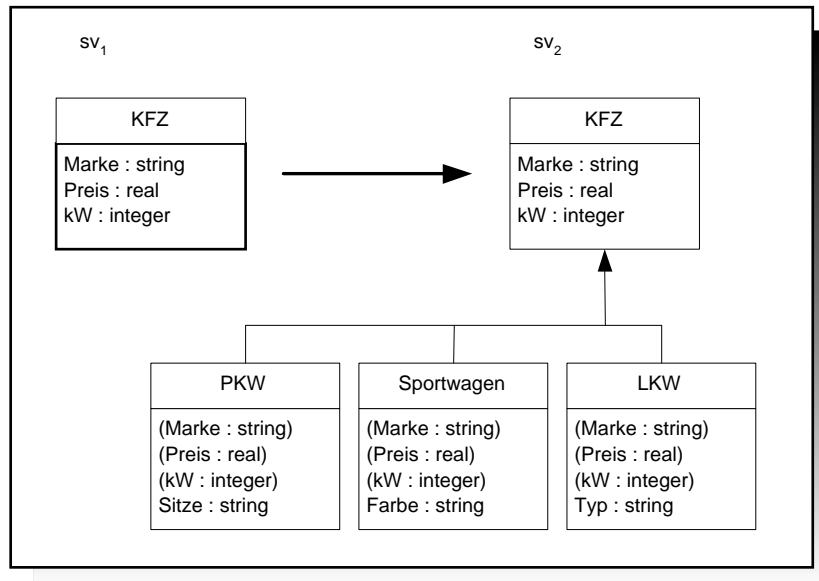 sv1
sv2
KFZ
Marke : string
Preis : real
kW : integer
KFZ
Marke : string
Preis : real
kW : integer
PKW
(Marke : string)
(Preis : real)
(kW : integer)
Sitze : string
Sportwagen
(Marke : string)
(Preis : real)
(kW : integer)
Farbe : string
LKW
(Marke : string)
(Preis : real)
(kW : integer)
Typ : string